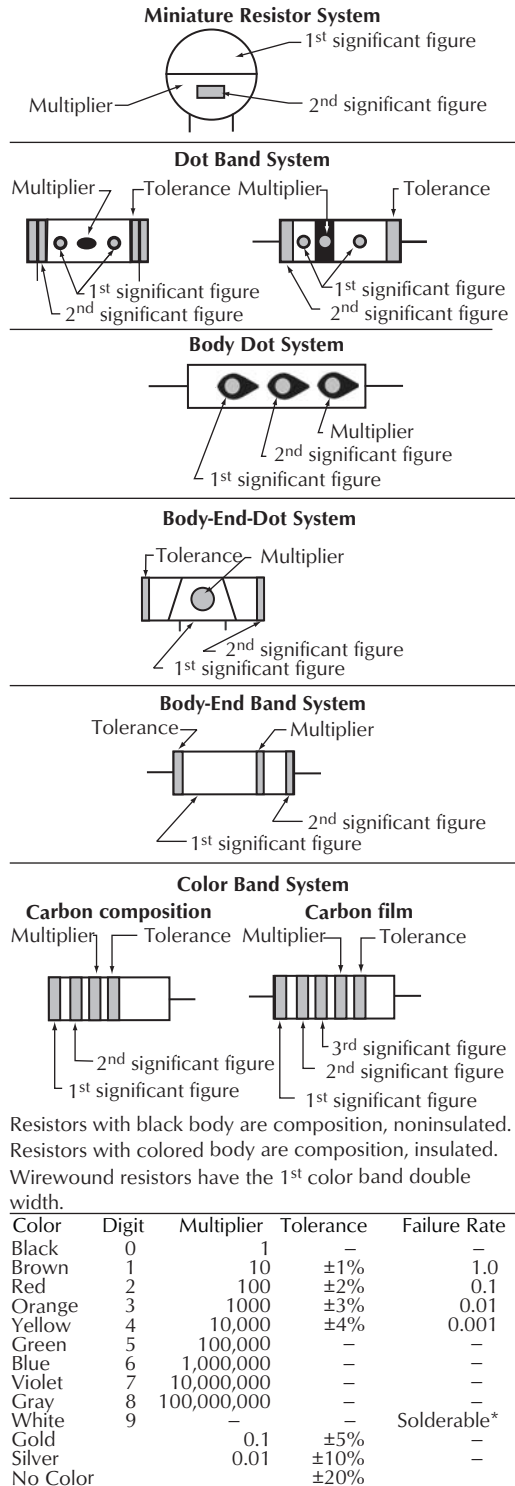 Miniature Resistor System
1st significant figure
Multiplier
2nd significant figure
Dot Band System
Multiplier Tolerance Multiplier Tolerance
1st significant figure 1st significant figure
2nd significant figure 2nd significant figure
Body Dot System
Multiplier
2nd significant figure
1st significant figure
Body-End-Dot System
Tolerance Multiplier
2nd significant figure
1st significant figure
Body-End Band System
Tolerance Multiplier
2nd significant figure
1st significant figure
Color Band System
Carbon composition Carbon film
Multiplier Tolerance Multiplier Tolerance
3rd significant figure
2nd significant figure 2nd significant figure
1st significant figure 1st significant figure
Resistors with black body are composition, noninsulated.
Resistors with colored body are composition, insulated.
Wirewound resistors have the 1st color band double
width.
Color Digit Multiplier Tolerance Failure Rate
Black 0 1 – –
Brown 1 10 ±1% 1.0
Red 2 100 ±2% 0.1
Orange 3 1000 ±3% 0.01
Yellow 4 10,000 ±4% 0.001
Green 5 100,000 – –
Blue 6 1,000,000 – –
Violet 7 10,000,000 – –
Gray 8 100,000,000 – –
White 9 – – Solderable*
Gold 0.1 ±5% –
Silver 0.01 ±10% –
No Color ±20%